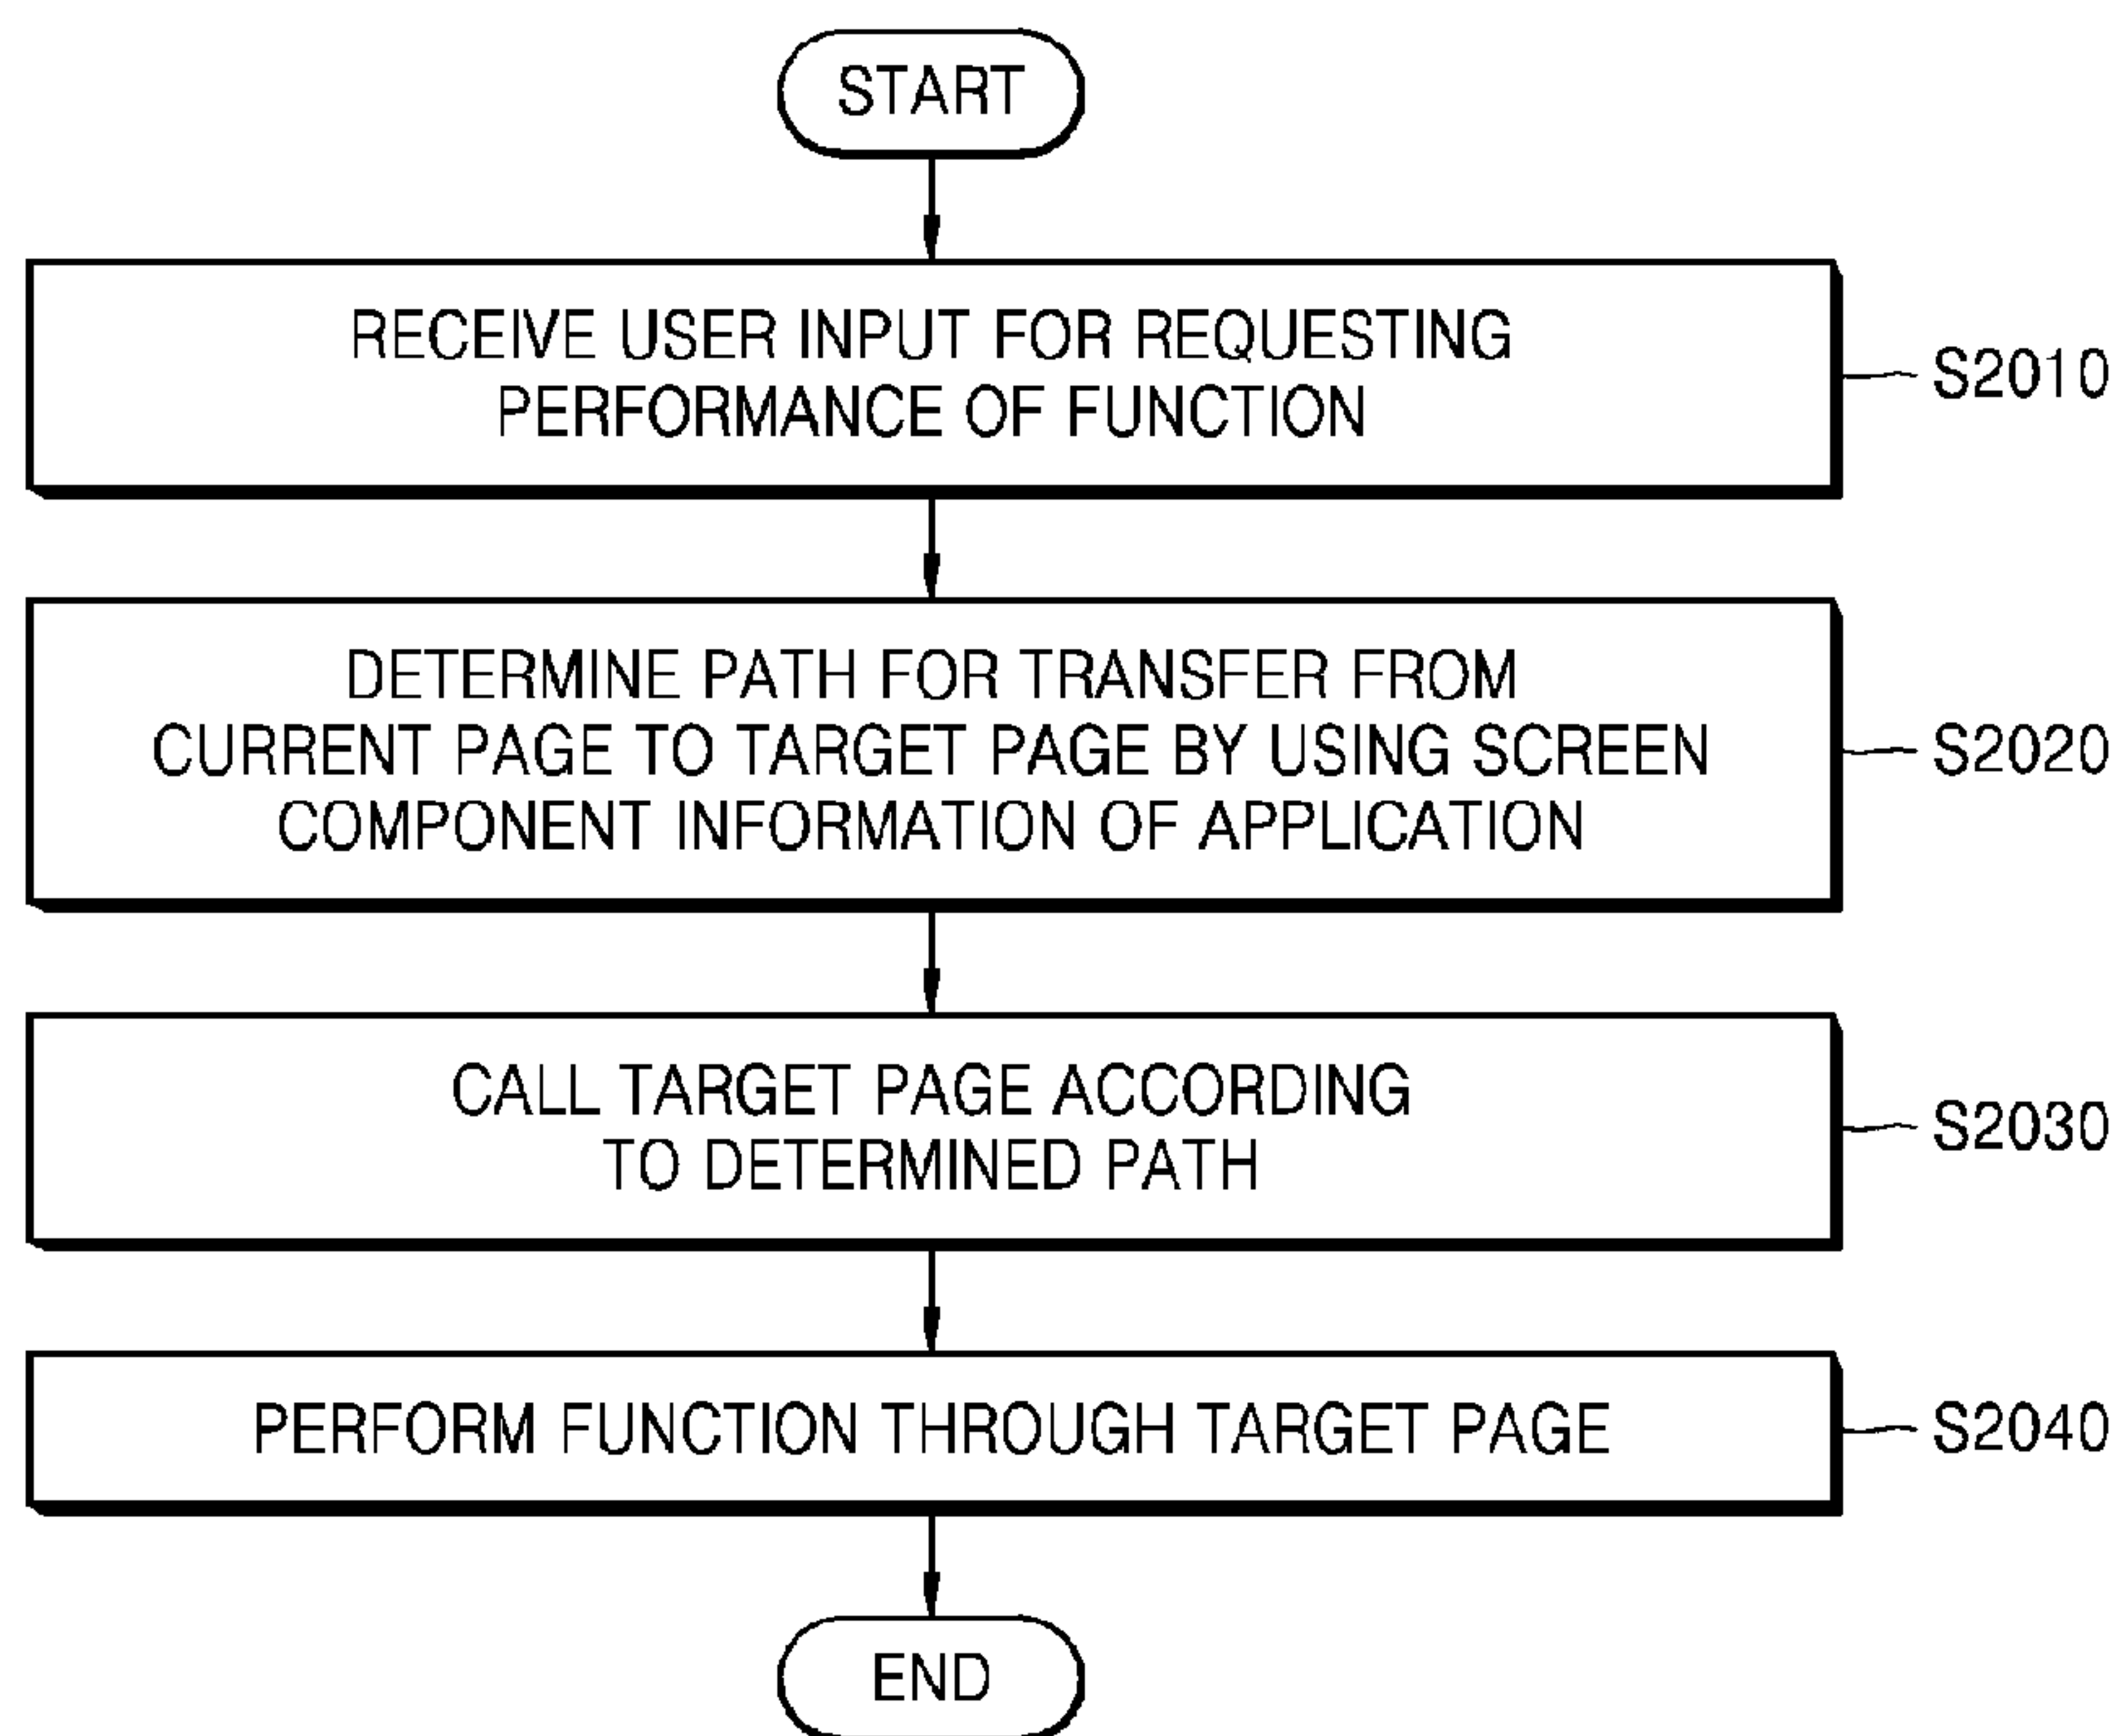 START
RECEIVE USER INPUT FOR REQUESTING
PERFORMANCE OF FUNCTION
S2010
DETERMINE PATH FOR TRANSFER FROM
CURRENT PAGE TO TARGET PAGE BY USING SCREEN
COMPONENT INFORMATION OF APPLICATION
S2020
CALL TARGET PAGE ACCORDING
TO DETERMINED PATH
S2030
PERFORM FUNCTION THROUGH TARGET PAGE
S2040
END